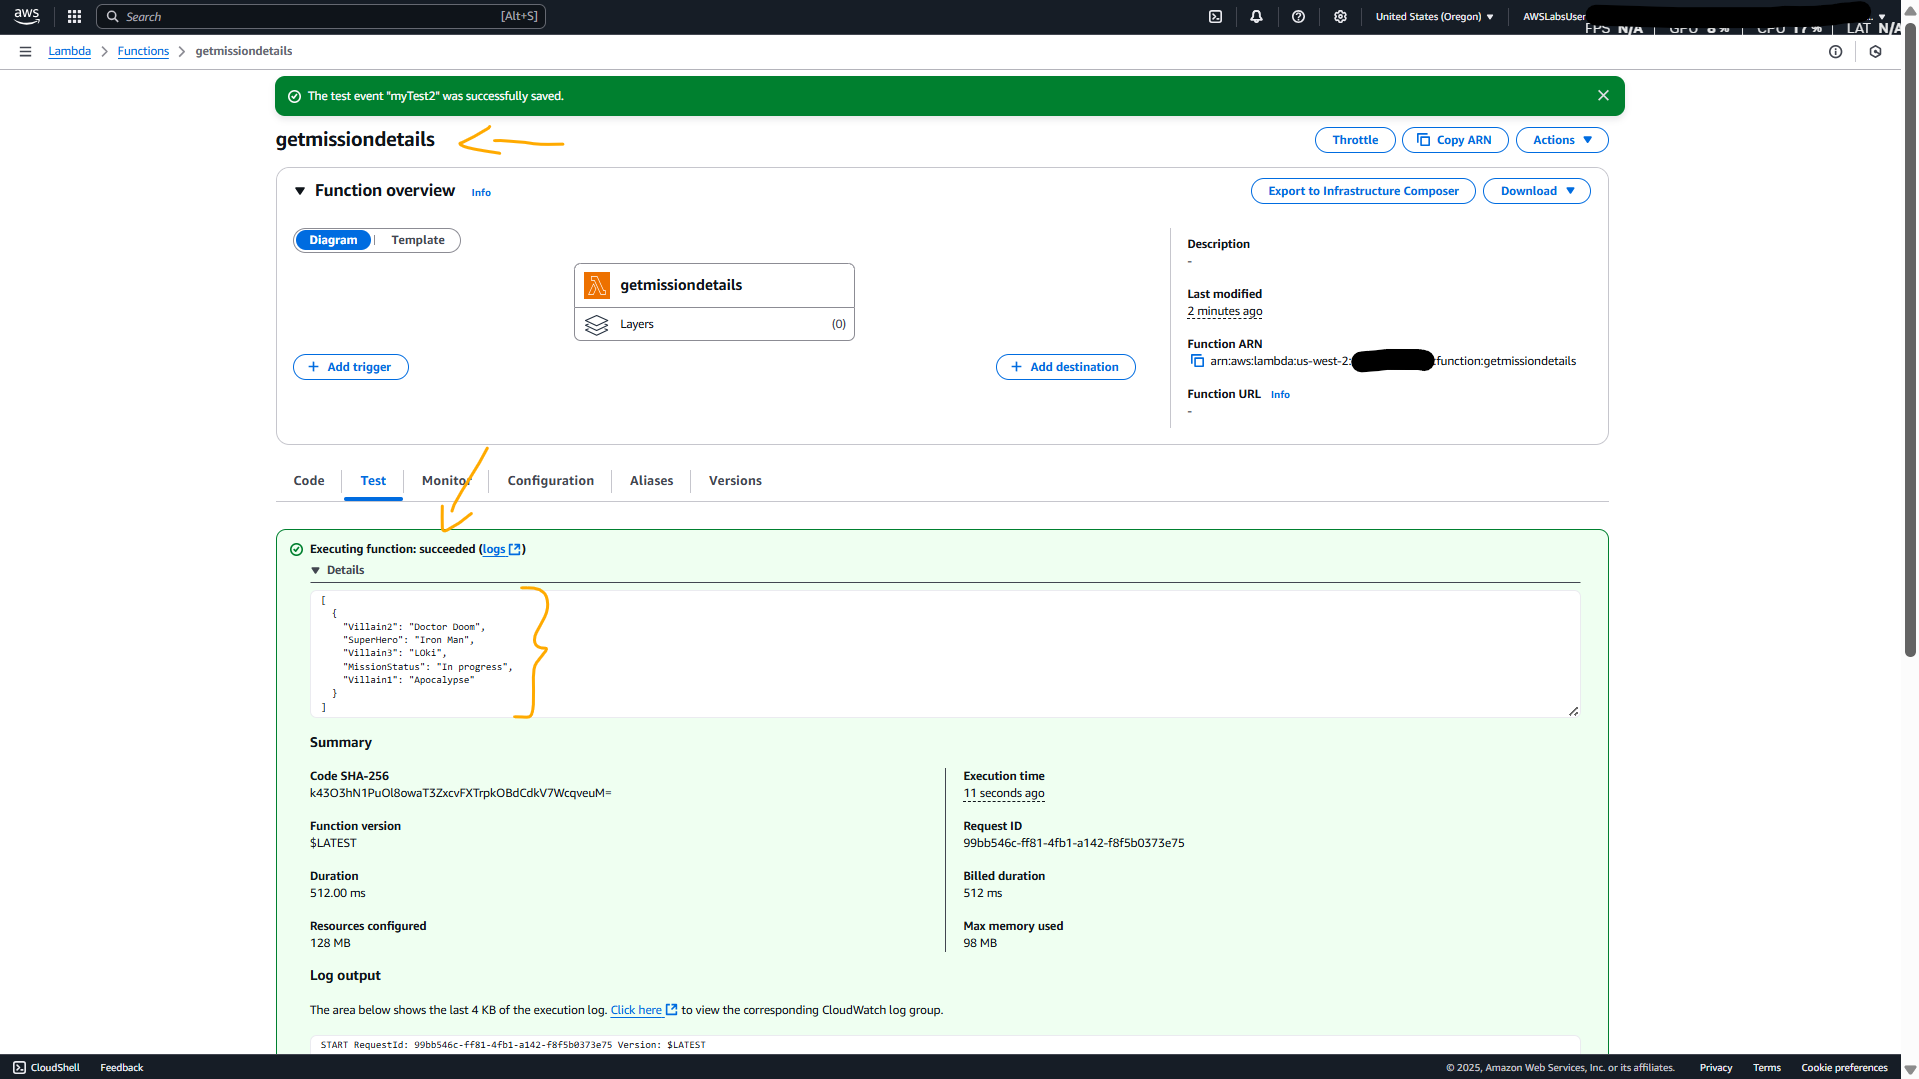 aws
Search [Alt+S]
United States (Oregon)
AWSLabsUser
FPS N/A GPU 8% CPU 17% LAT N/A
Lambda Functions getmissiondetails
The test event "myTest2" was successfully saved.
getmissiondetails
Throttle
Copy ARN
Actions
Function overview Info
Export to Infrastructure Composer
Download
Diagram Template
getmissiondetails
Layers (0)
+ Add trigger
+ Add destination
Description
-
Last modified
2 minutes ago
Function ARN
arn:aws:lambda:us-west-2: :function:getmissiondetails
Function URL Info
-
Code Test Monitor Configuration Aliases Versions
Executing function: succeeded (logs)
Details
[
{
"Villain2": "Doctor Doom",
"SuperHero": "Iron Man",
"Villain3": "LOki",
"MissionStatus": "In progress",
"Villain1": "Apocalypse"
}
]
Summary
Code SHA-256
k43O3hN1PuOl8owaT3ZxcvFXTrpkOBdCdkV7WcqveuM=
Execution time
11 seconds ago
Function version
$LATEST
Request ID
99bb546c-ff81-4fb1-a142-f8f5b0373e75
Duration
512.00 ms
Billed duration
512 ms
Resources configured
128 MB
Max memory used
98 MB
Log output
The area below shows the last 4 KB of the execution log. Click here to view the corresponding CloudWatch log group.
START RequestId: 99bb546c-ff81-4fb1-a142-f8f5b0373e75 Version: $LATEST
CloudShell Feedback
© 2025, Amazon Web Services, Inc. or its affiliates. Privacy Terms Cookie preferences